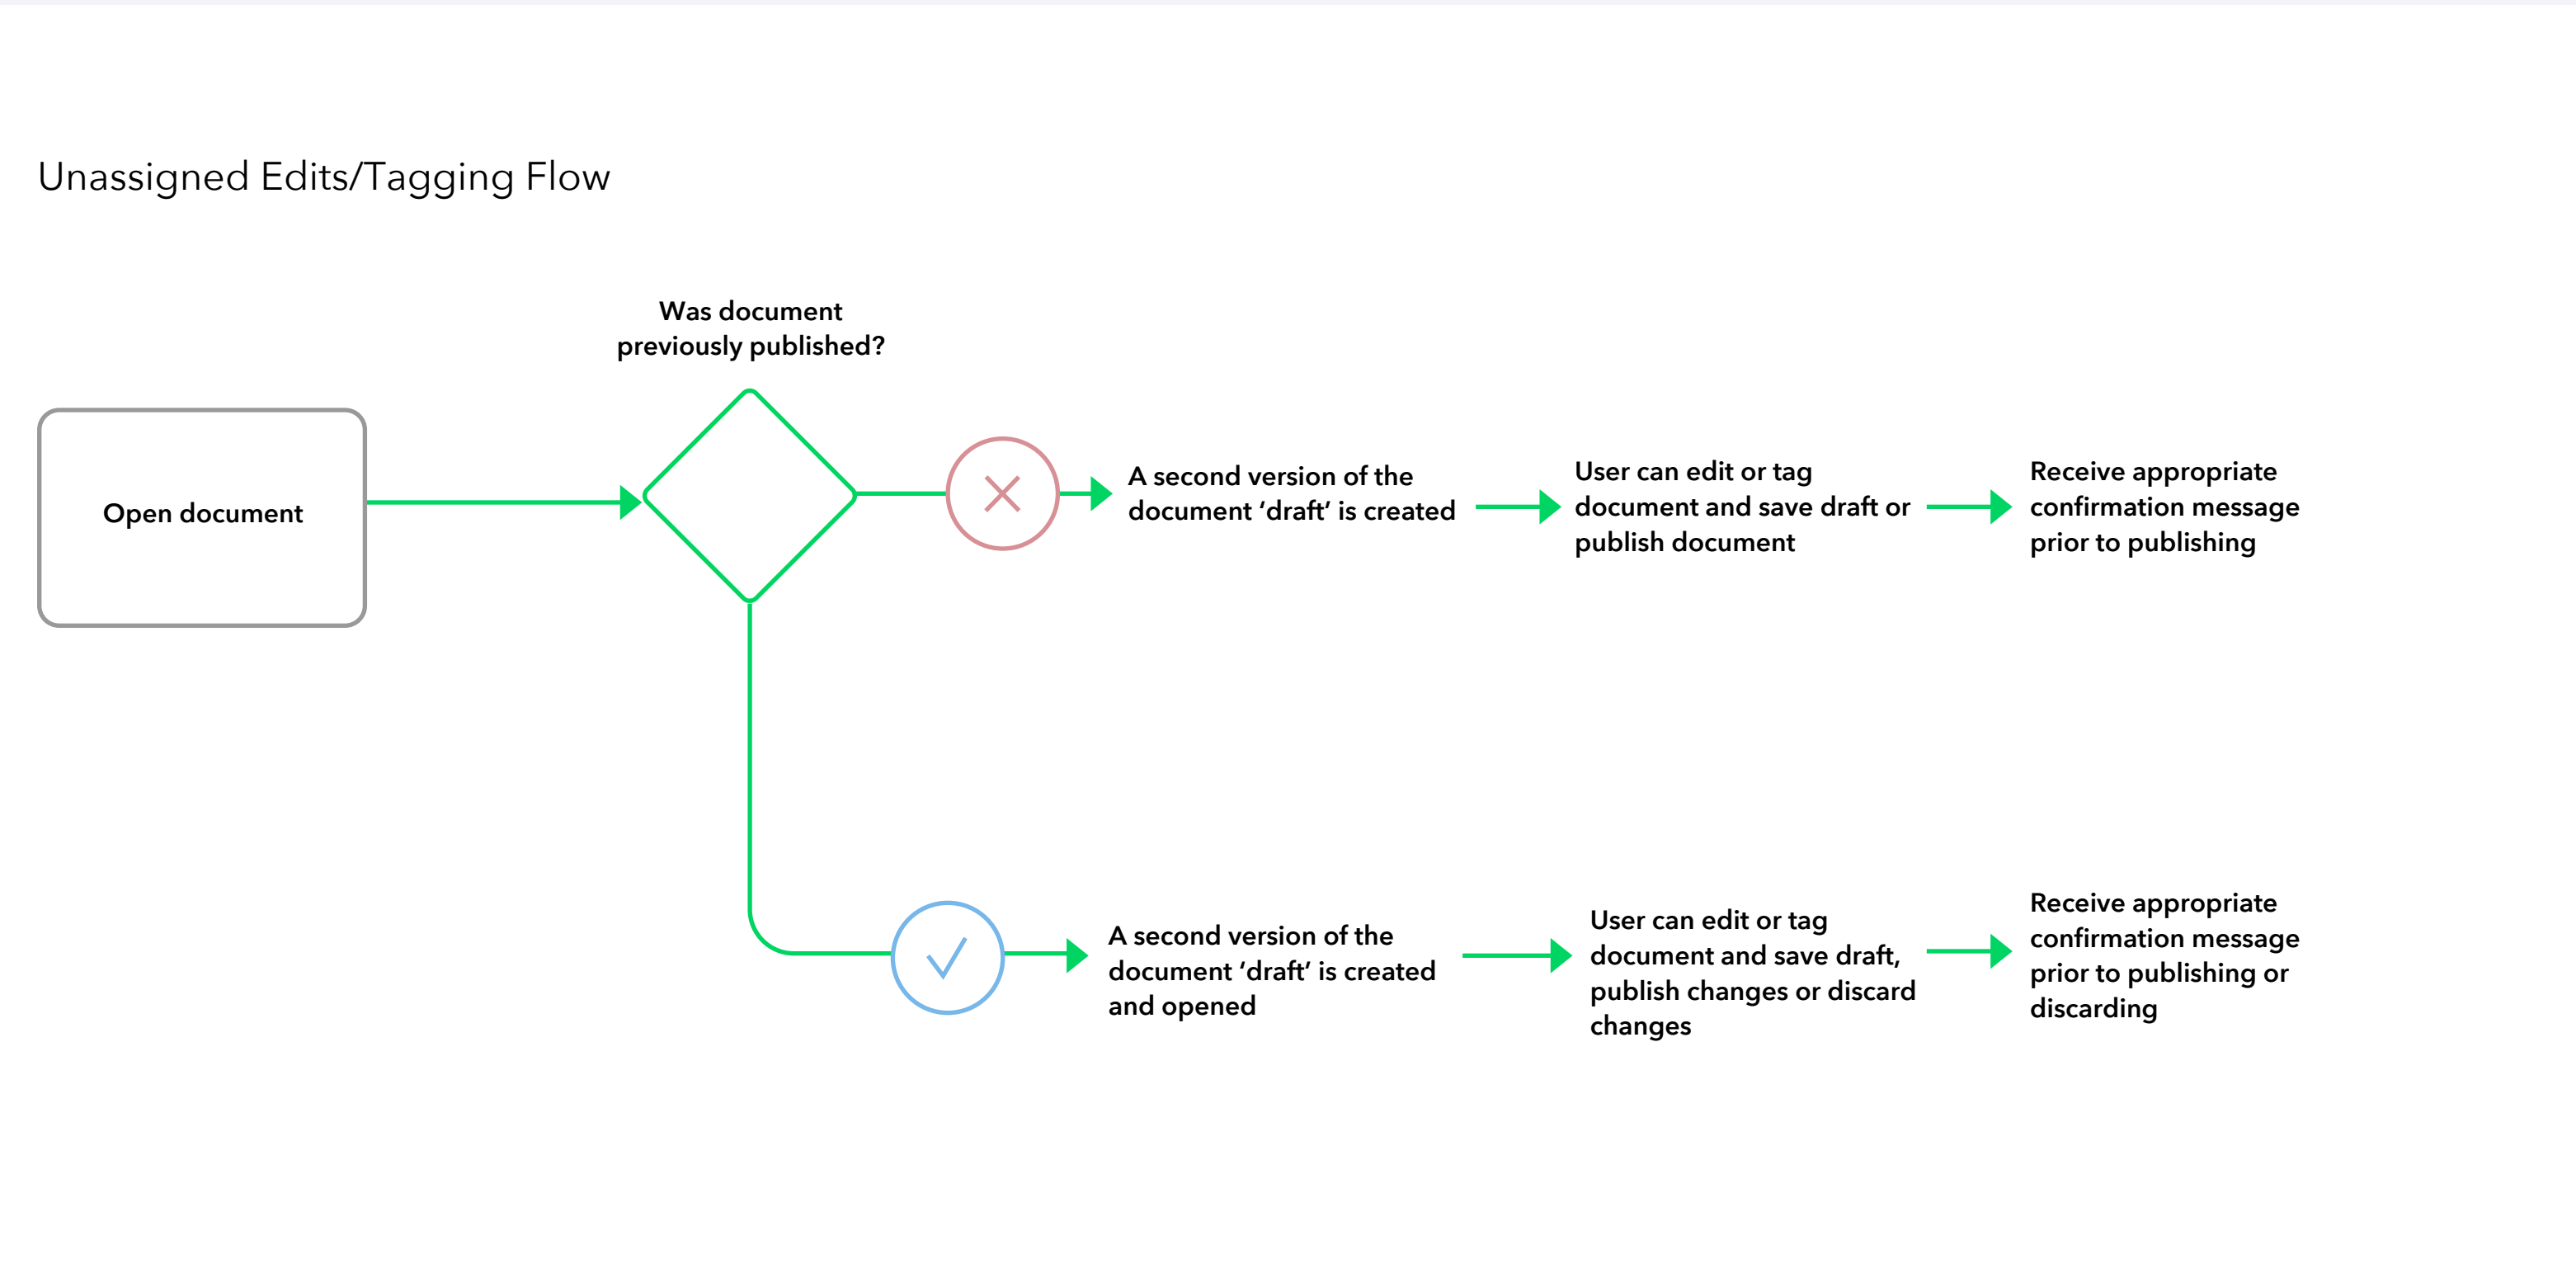 Unassigned Edits/Tagging Flow
Was document
previously published?
Open document
A second version of the
document ‘draft’ is created
User can edit or tag
document and save draft or
publish document
Receive appropriate
confirmation message
prior to publishing
A second version of the
document ‘draft’ is created
and opened
User can edit or tag
document and save draft,
publish changes or discard
changes
Receive appropriate
confirmation message
prior to publishing or
discarding